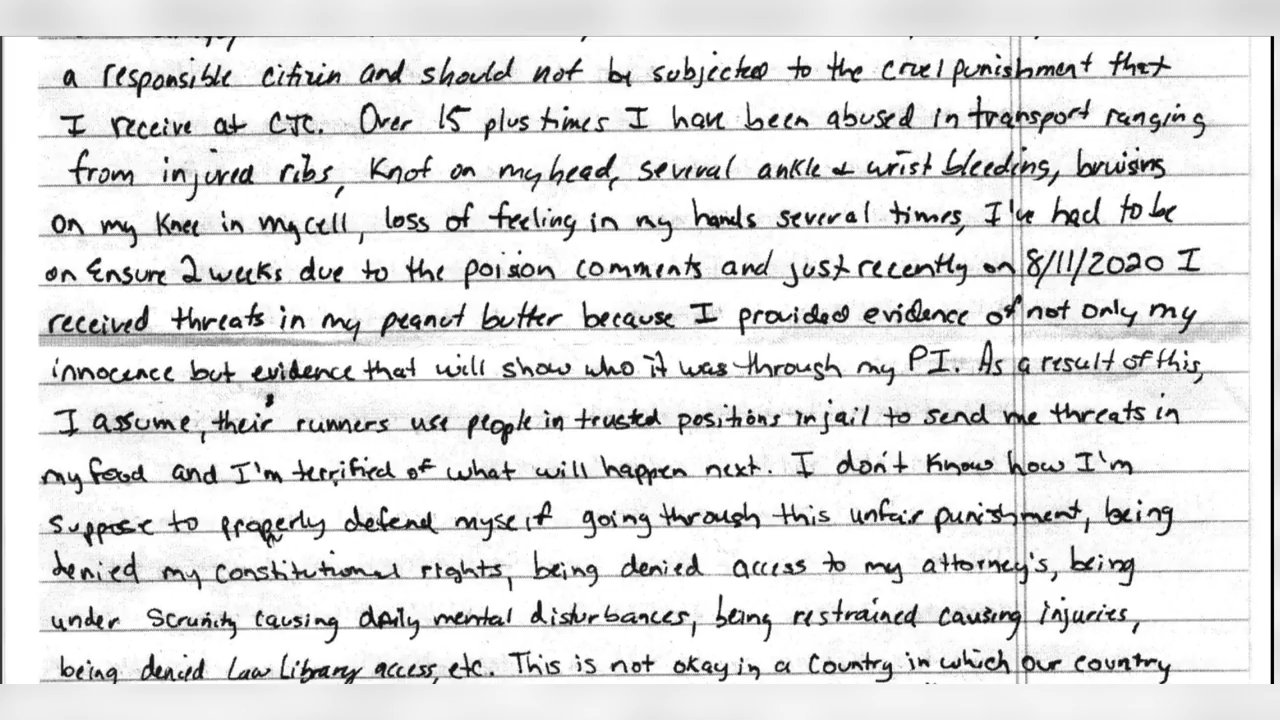 a responsible citizin and should not be subjected to the cruel punishment that
I receive at CJC. Over 15 plus times I have been abused in transport ranging
from injured ribs, knot on my head, several ankle & wrist bleeding, bruising
on my knee in my cell, loss of feeling in my hands several times, I've had to be
on Ensure 2 weeks due to the poision comments and just recently on 8/11/2020 I
received threats in my peanut butter because I provided evidence of not only my
innocence but evidence that will show who it was through my PI. As a result of this,
I assume, their runners use people in trusted positions in jail to send me threats in
my food and I'm terrified of what will happen next. I don't know how I'm
suppose to properly defend myself going through this unfair punishment, being
denied my constitutional rights, being denied access to my attorney's, being
under scrunity causing daily mental disturbances, being restrained causing injuries,
being denied Law Library access, etc. This is not okay in a country in which our country